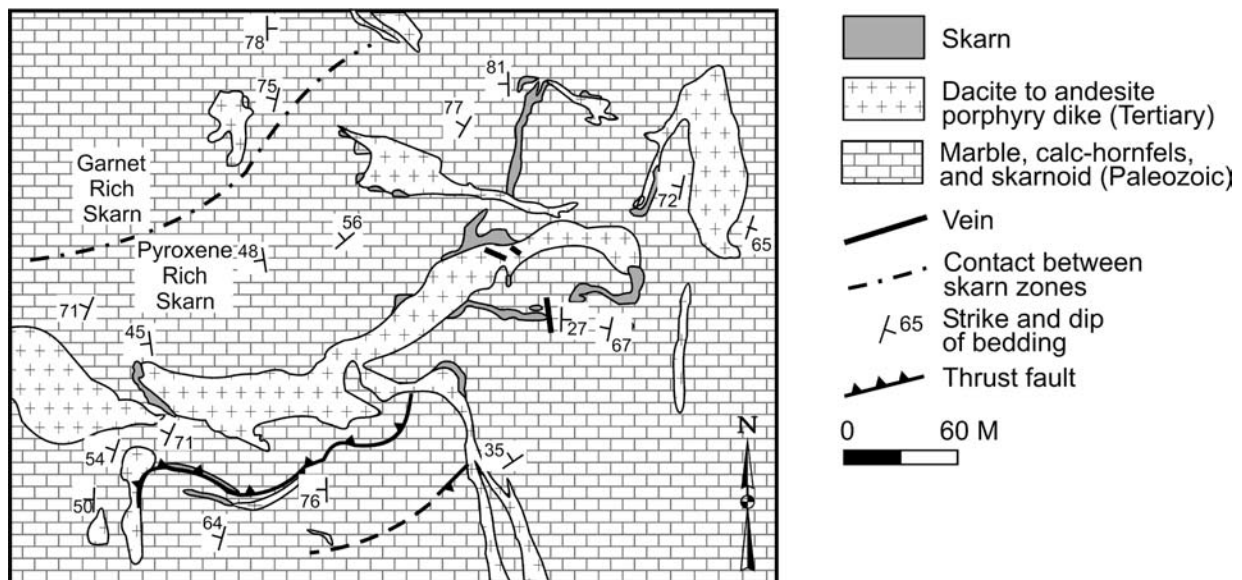 78
75
81
77
Garnet
Rich
Skarn
72
56
65
Pyroxene
Rich
Skarn
48
71
27
67
45
71
54
35
50
76
64
N
Skarn
Dacite to andesite
porphyry dike (Tertiary)
Marble, calc-hornfels,
and skarnoid (Paleozoic)
Vein
Contact between
skarn zones
65
Strike and dip
of bedding
Thrust fault
0 60 M